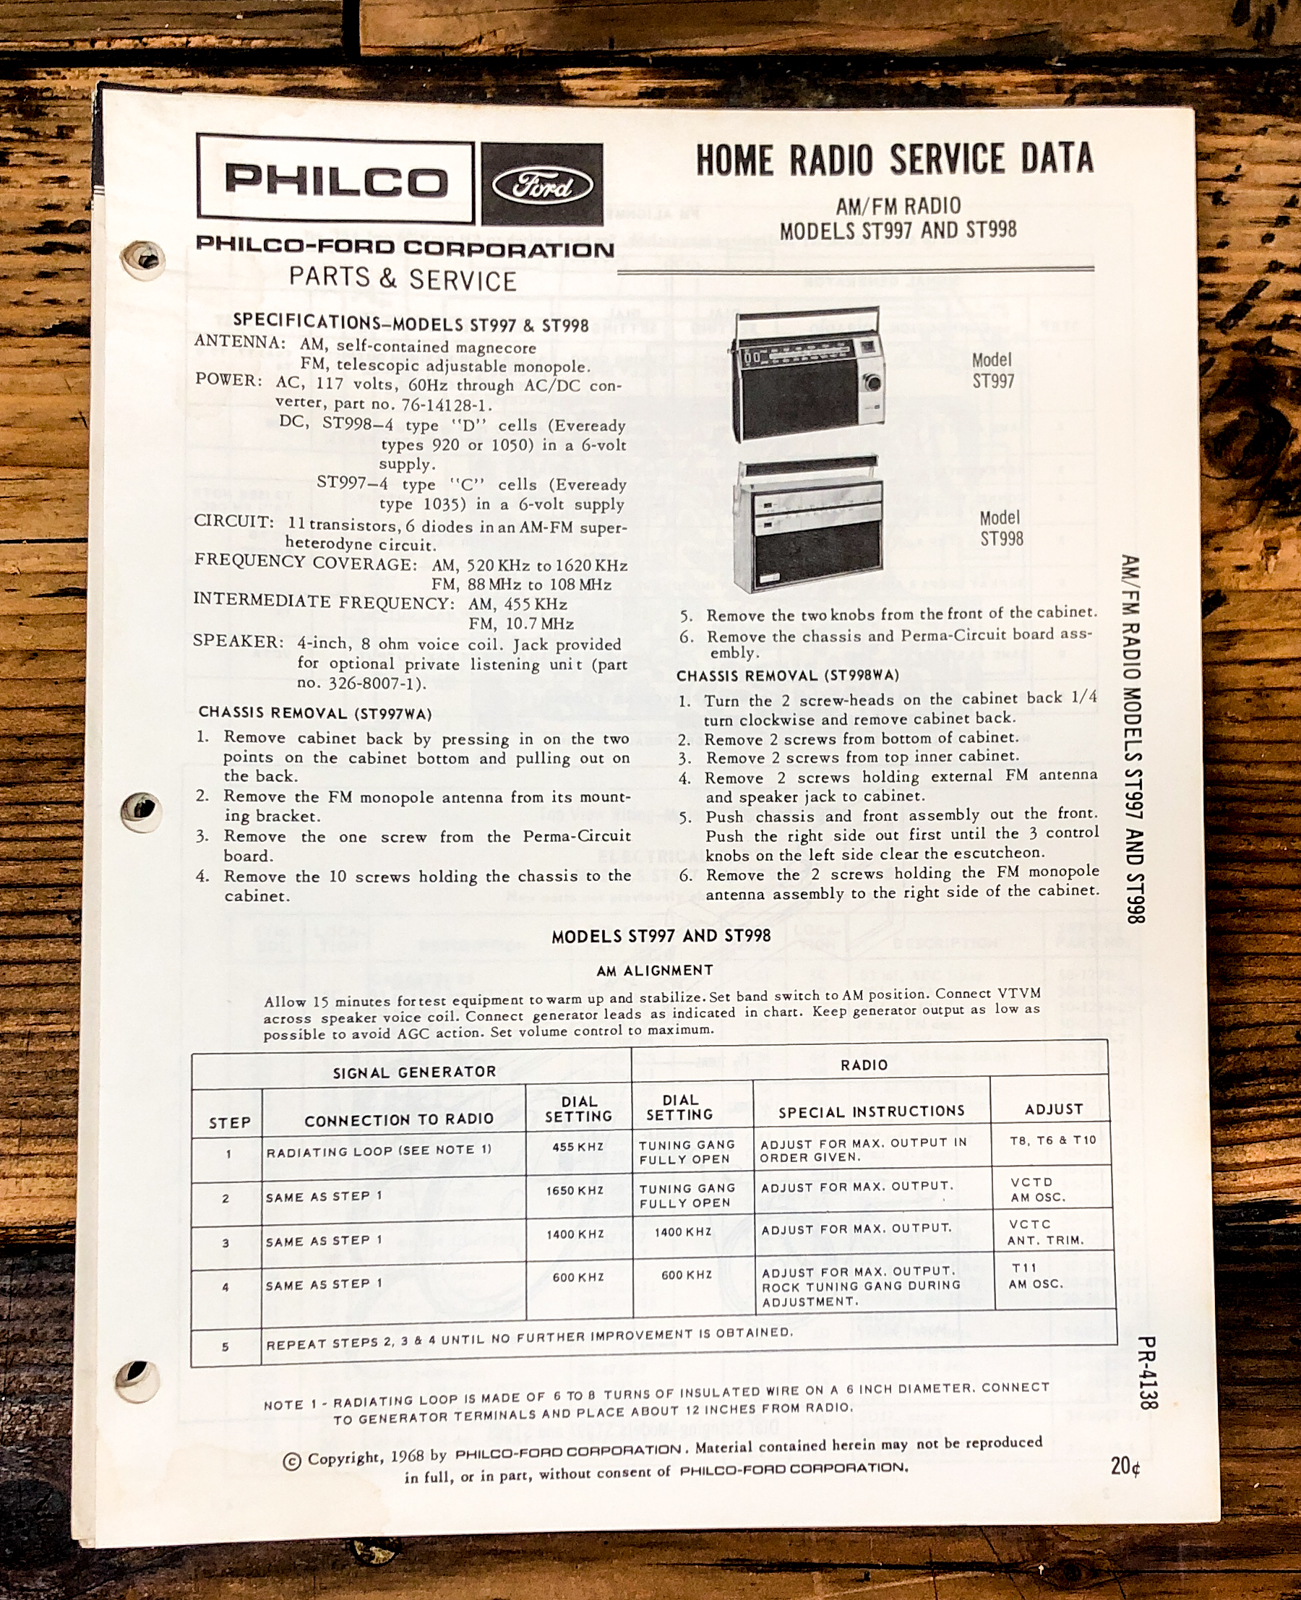 PHILCO
Ford
PHILCO-FORD CORPORATION
PARTS & SERVICE
HOME RADIO SERVICE DATA
AM/FM RADIO
MODELS ST997 AND ST998
SPECIFICATIONS–MODELS ST997 & ST998
ANTENNA: AM, self-contained magnecore
FM, telescopic adjustable monopole.
POWER: AC, 117 volts, 60Hz through AC/DC con-
verter, part no. 76-14128-1.
DC, ST998–4 type "D" cells (Eveready
types 920 or 1050) in a 6-volt
supply.
ST997–4 type "C" cells (Eveready
type 1035) in a 6-volt supply
CIRCUIT: 11 transistors, 6 diodes in an AM-FM super-
heterodyne circuit.
FREQUENCY COVERAGE: AM, 520 KHz to 1620 KHz
FM, 88 MHz to 108 MHz
INTERMEDIATE FREQUENCY: AM, 455 KHz
FM, 10.7 MHz
SPEAKER: 4-inch, 8 ohm voice coil. Jack provided
for optional private listening unit (part
no. 326-8007-1).
CHASSIS REMOVAL (ST997WA)
1. Remove cabinet back by pressing in on the two
points on the cabinet bottom and pulling out on
the back.
2. Remove the FM monopole antenna from its mount-
ing bracket.
3. Remove the one screw from the Perma-Circuit
board.
4. Remove the 10 screws holding the chassis to the
cabinet.
Model
ST997
Model
ST998
5. Remove the two knobs from the front of the cabinet.
6. Remove the chassis and Perma-Circuit board ass-
embly.
CHASSIS REMOVAL (ST998WA)
1. Turn the 2 screw-heads on the cabinet back 1/4
turn clockwise and remove cabinet back.
2. Remove 2 screws from bottom of cabinet.
3. Remove 2 screws from top inner cabinet.
4. Remove 2 screws holding external FM antenna
and speaker jack to cabinet.
5. Push chassis and front assembly out the front.
Push the right side out first until the 3 control
knobs on the left side clear the escutcheon.
6. Remove the 2 screws holding the FM monopole
antenna assembly to the right side of the cabinet.
AM/FM RADIO MODELS ST997 AND ST998
MODELS ST997 AND ST998
AM ALIGNMENT
Allow 15 minutes for test equipment to warm up and stabilize. Set band switch to AM position. Connect VTVM
across speaker voice coil. Connect generator leads as indicated in chart. Keep generator output as low as
possible to avoid AGC action. Set volume control to maximum.
SIGNAL GENERATOR RADIO
STEP CONNECTION TO RADIO DIAL SETTING DIAL SETTING SPECIAL INSTRUCTIONS ADJUST
1 RADIATING LOOP (SEE NOTE 1) 455 KHZ TUNING GANG FULLY OPEN ADJUST FOR MAX. OUTPUT IN ORDER GIVEN. T8, T6 & T10
2 SAME AS STEP 1 1650 KHZ TUNING GANG FULLY OPEN ADJUST FOR MAX. OUTPUT. VCTD AM OSC.
3 SAME AS STEP 1 1400 KHZ 1400 KHZ ADJUST FOR MAX. OUTPUT. VCTC ANT. TRIM.
4 SAME AS STEP 1 600 KHZ 600 KHZ ADJUST FOR MAX. OUTPUT. ROCK TUNING GANG DURING ADJUSTMENT. T11 AM OSC.
5 REPEAT STEPS 2, 3 & 4 UNTIL NO FURTHER IMPROVEMENT IS OBTAINED.
NOTE 1 - RADIATING LOOP IS MADE OF 6 TO 8 TURNS OF INSULATED WIRE ON A 6 INCH DIAMETER. CONNECT
TO GENERATOR TERMINALS AND PLACE ABOUT 12 INCHES FROM RADIO.
© Copyright, 1968 by PHILCO-FORD CORPORATION. Material contained herein may not be reproduced
in full, or in part, without consent of PHILCO-FORD CORPORATION.
PR-4138
20¢